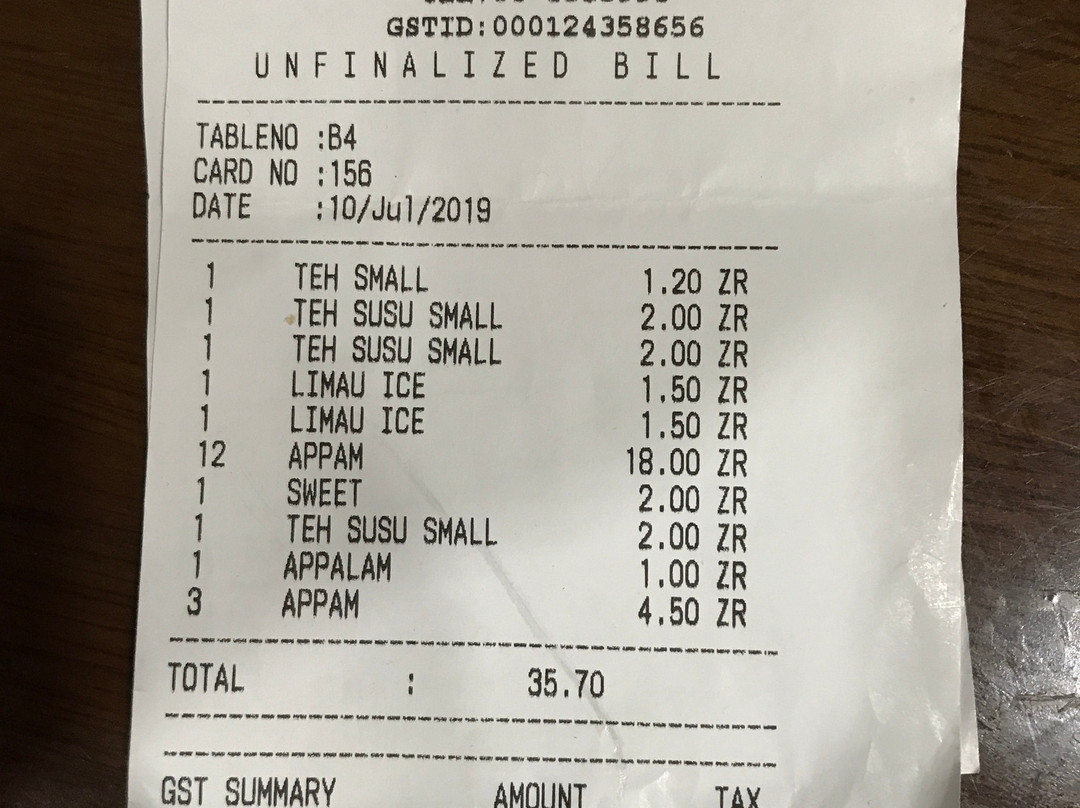 GSTID:000124358656
UNFINALIZED BILL
TABLENO :B4
CARD NO :156
DATE :10/Jul/2019
1 TEH SMALL 1.20 ZR
1 TEH SUSU SMALL 2.00 ZR
1 TEH SUSU SMALL 2.00 ZR
1 LIMAU ICE 1.50 ZR
1 LIMAU ICE 1.50 ZR
12 APPAM 18.00 ZR
1 SWEET 2.00 ZR
1 TEH SUSU SMALL 2.00 ZR
1 APPALAM 1.00 ZR
3 APPAM 4.50 ZR
TOTAL : 35.70
GST SUMMARY AMOUNT TAX